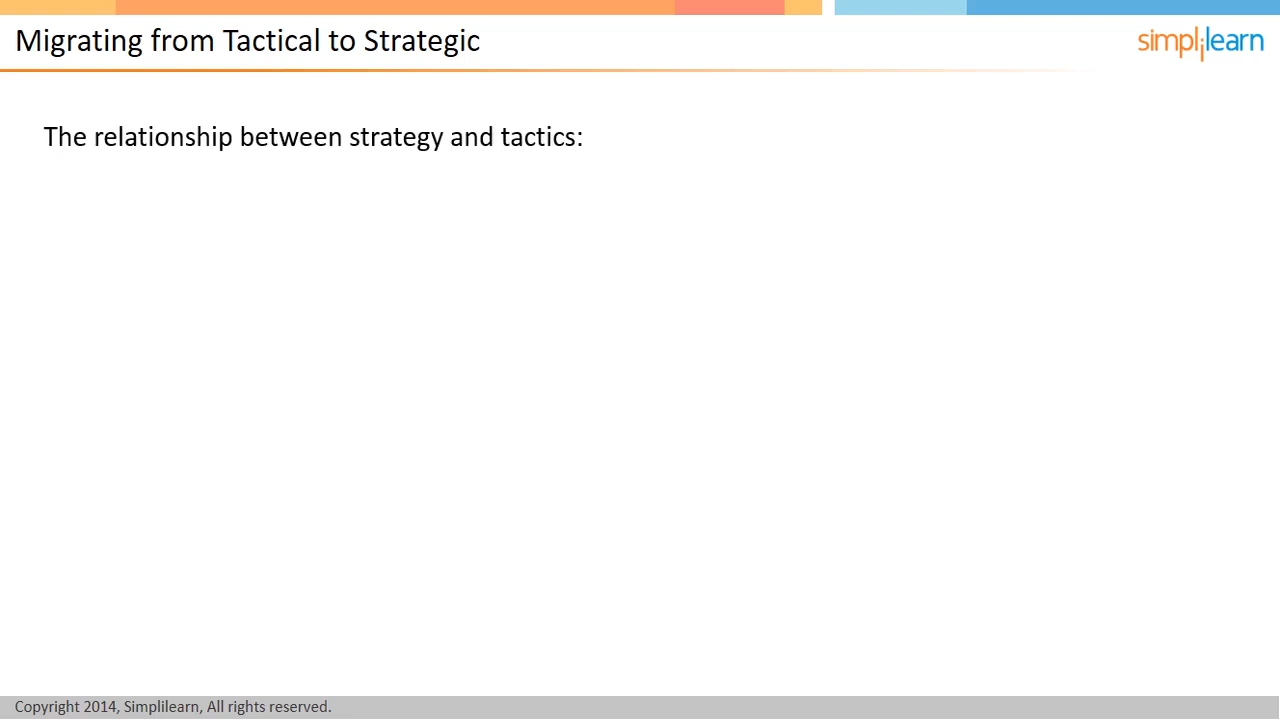 Migrating from Tactical to Strategic
simplilearn
The relationship between strategy and tactics:
Copyright 2014, Simplilearn, All rights reserved.